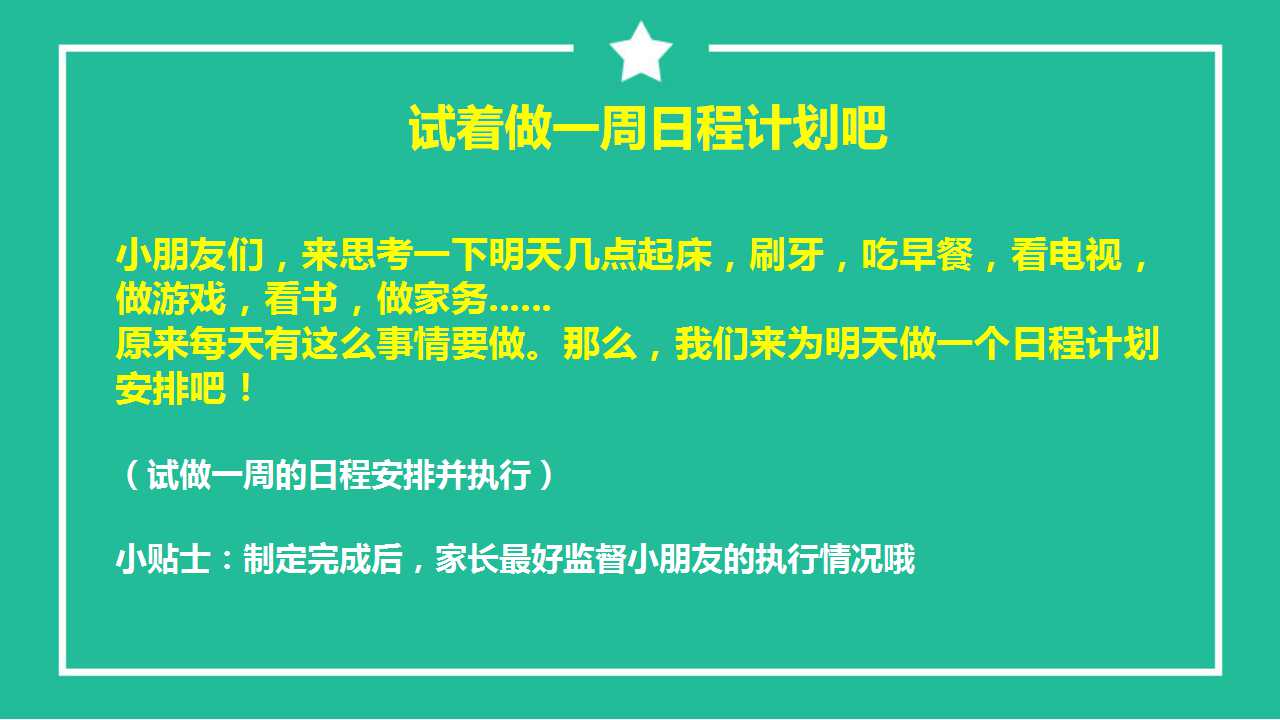 试着做一周日程计划吧
小朋友们，来思考一下明天几点起床，刷牙，吃早餐，看电视，
做游戏，看书，做家务......
原来每天有这么事情要做。那么，我们来为明天做一个日程计划
安排吧！
（试做一周的日程安排并执行）
小贴士：制定完成后，家长最好监督小朋友的执行情况哦